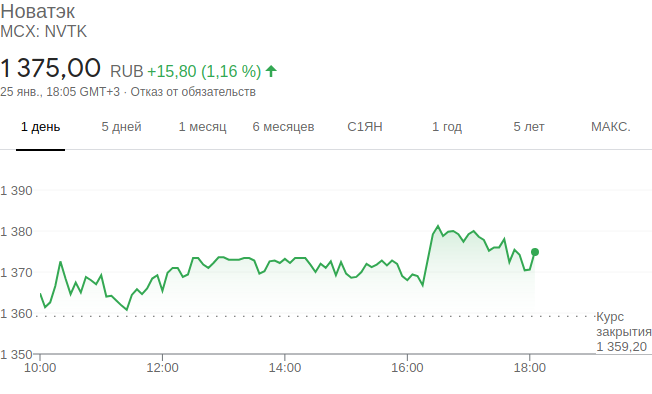 Новатэк
MCX: NVTK
1 375,00 RUB +15,80 (1,16 %)
25 янв., 18:05 GMT+3 · Отказ от обязательств
1 день 5 дней 1 месяц 6 месяцев С1ЯН 1 год 5 лет МАКС.
1 390
1 380
1 370
1 360
Курс
закрытия
1 359,20
1 350
10:00 12:00 14:00 16:00 18:00